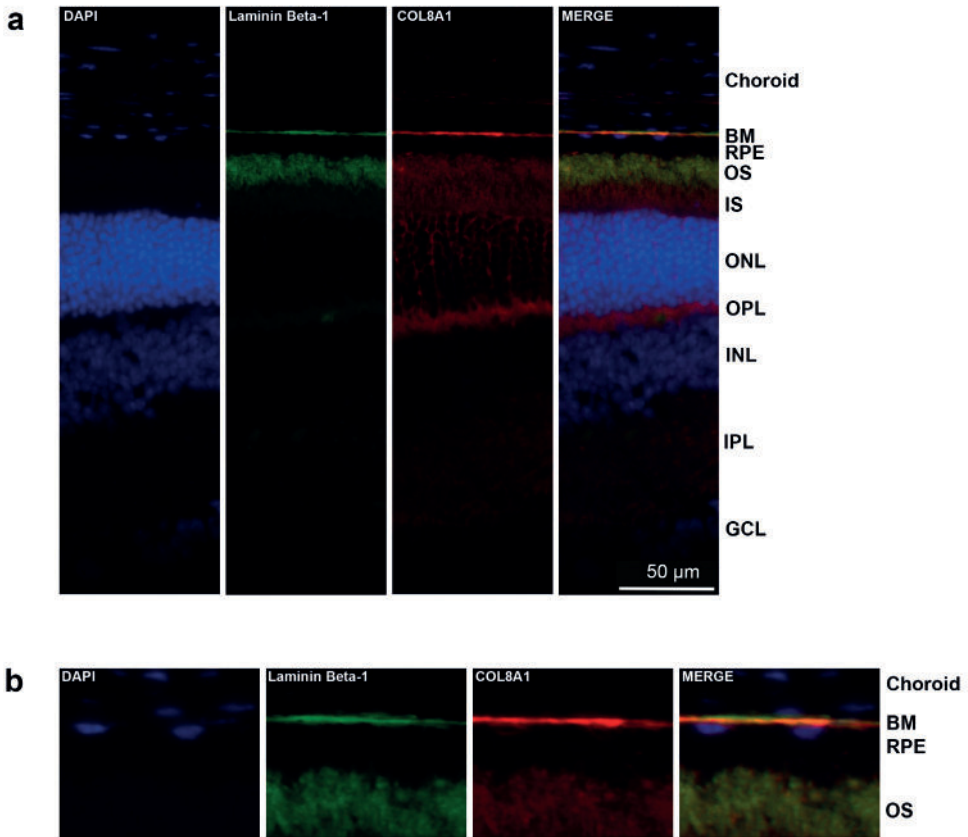 a
DAPI Laminin Beta-1 COL8A1 MERGE
Choroid
BM
RPE
OS
IS
ONL
OPL
INL
IPL
GCL
50 μm
b
DAPI Laminin Beta-1 COL8A1 MERGE
Choroid
BM
RPE
OS